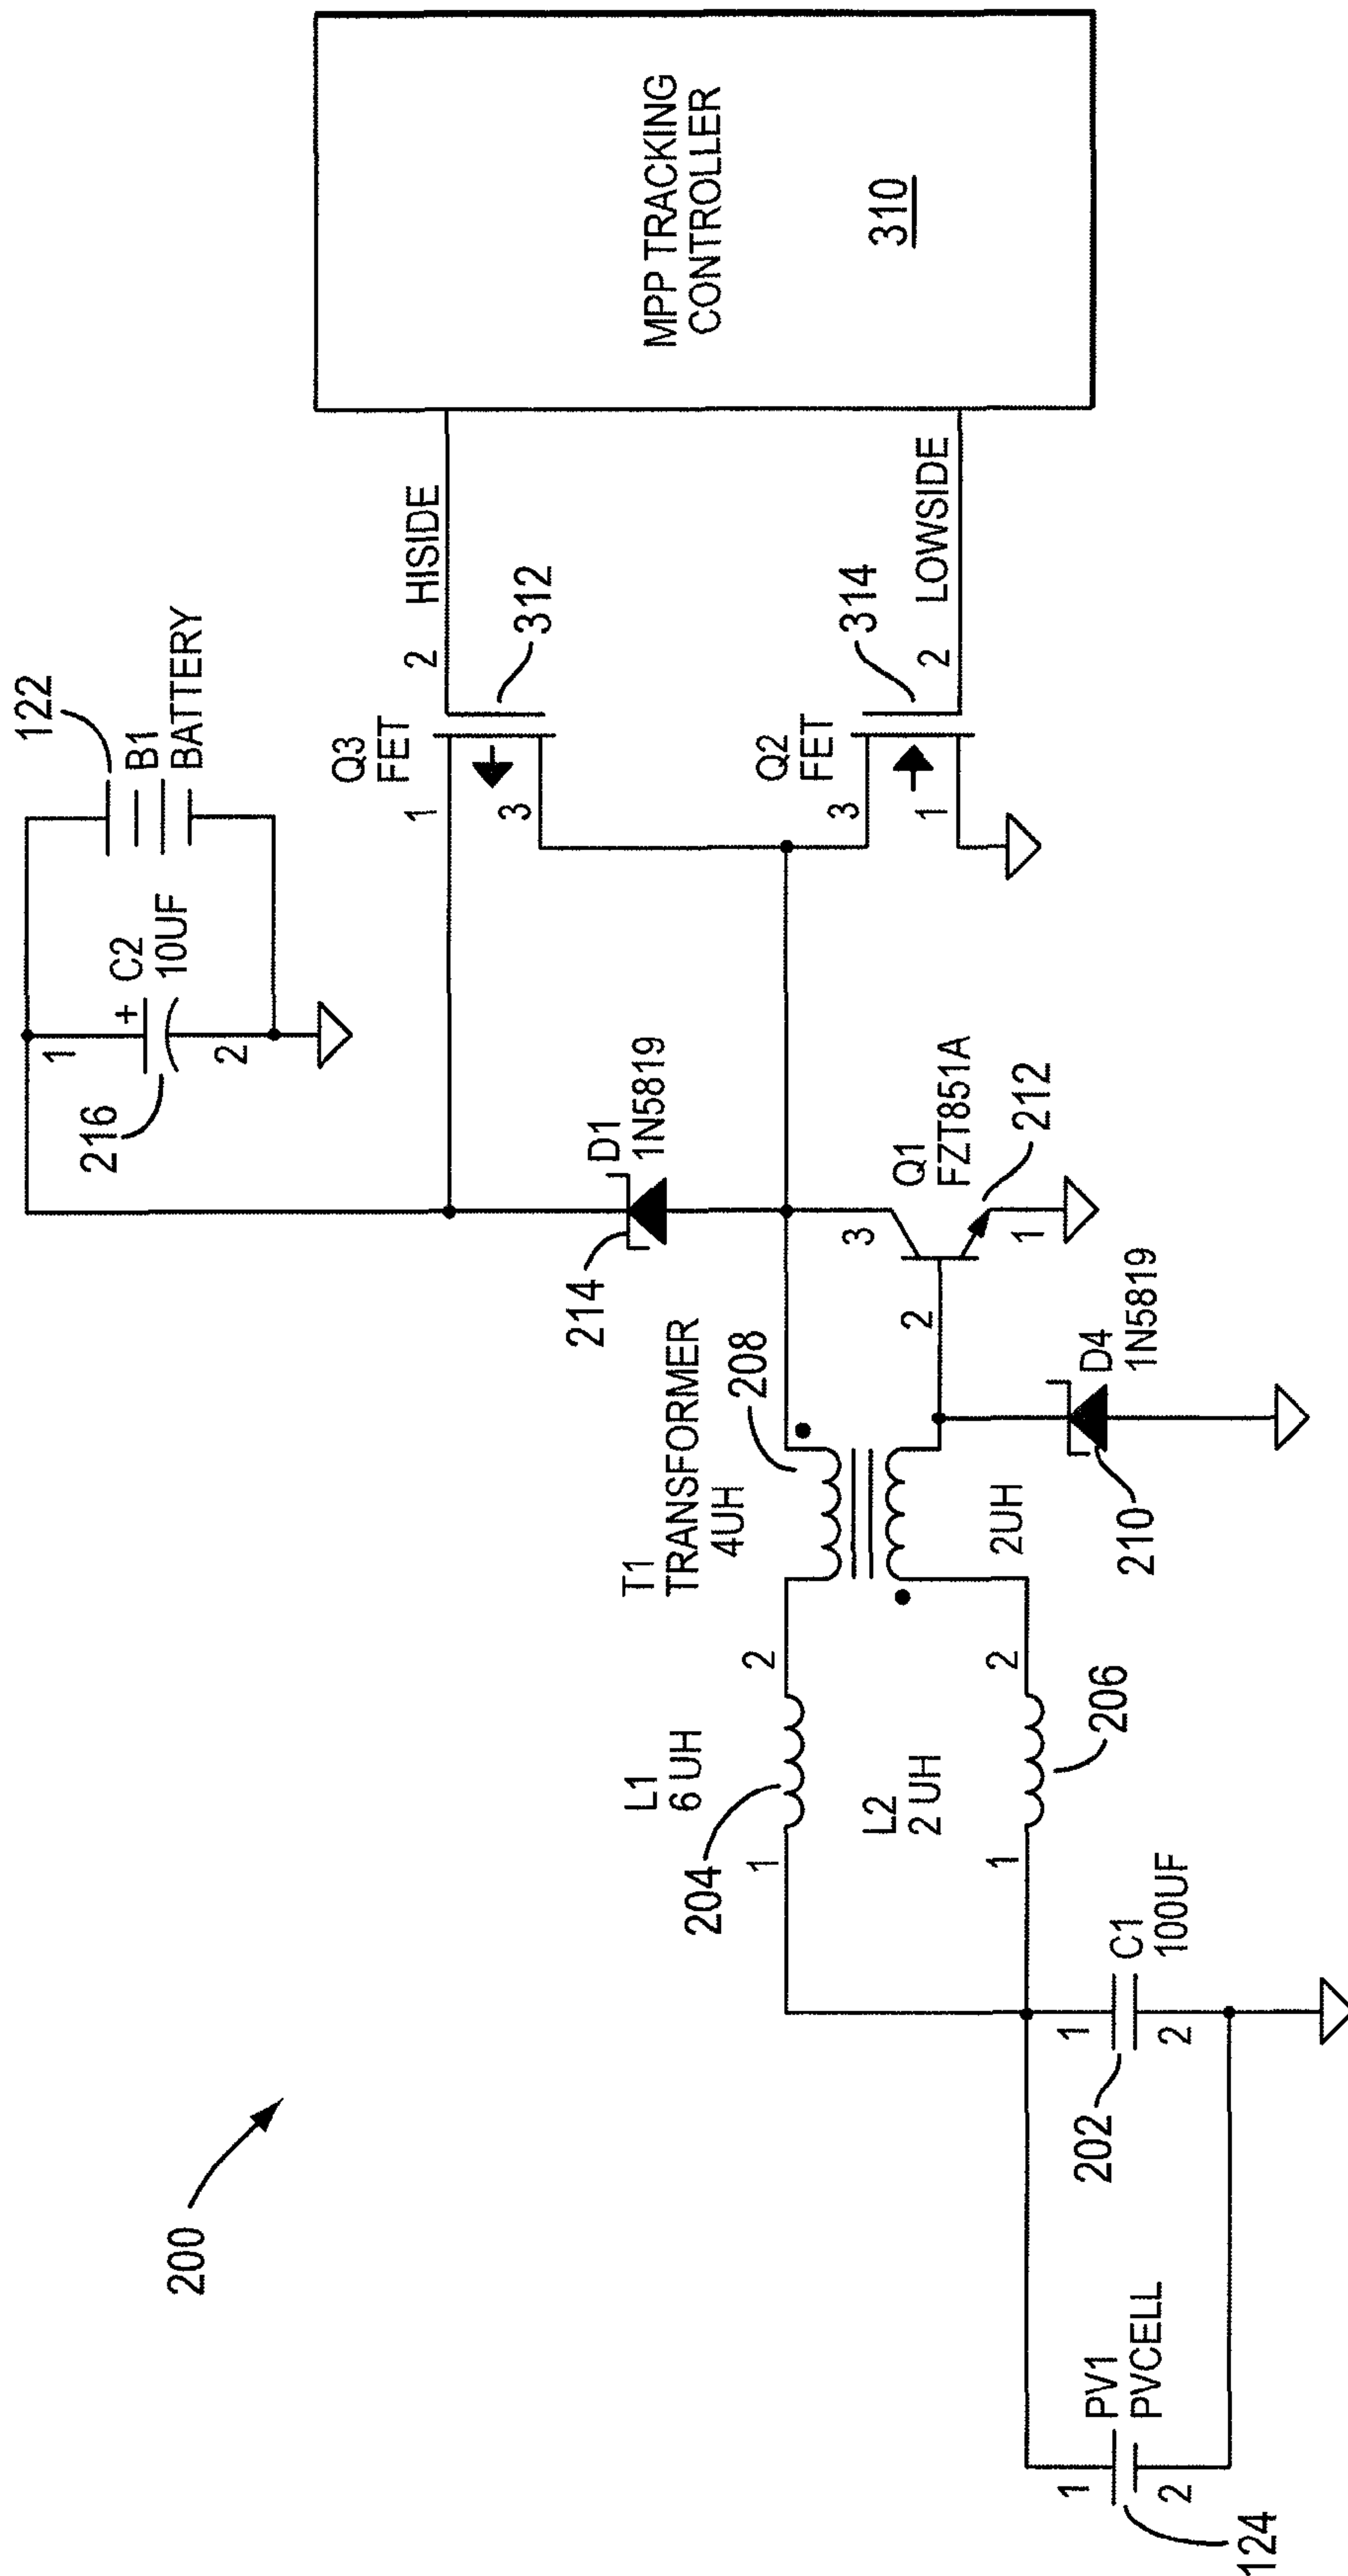 200
124
PV1
PVCELL
1
2
202
C1
100UF
1
2
204
L1
6 UH
1
2
L2
2 UH
1
2
206
T1
TRANSFORMER
4UH
208
2UH
210
D4
1N5819
214
D1
1N5819
Q1
FZT851A
3
2
1
212
216
C2
10UF
+
1
2
122
B1
BATTERY
Q3
FET
1
3
2
HISIDE
312
Q2
FET
3
1
2
LOWSIDE
314
MPP TRACKING
CONTROLLER
310